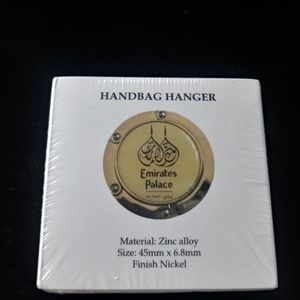 HANDBAG HANGER
Emirates
Palace
Material: Zinc alloy
Size: 45mm x 6.8mm
Finish Nickel